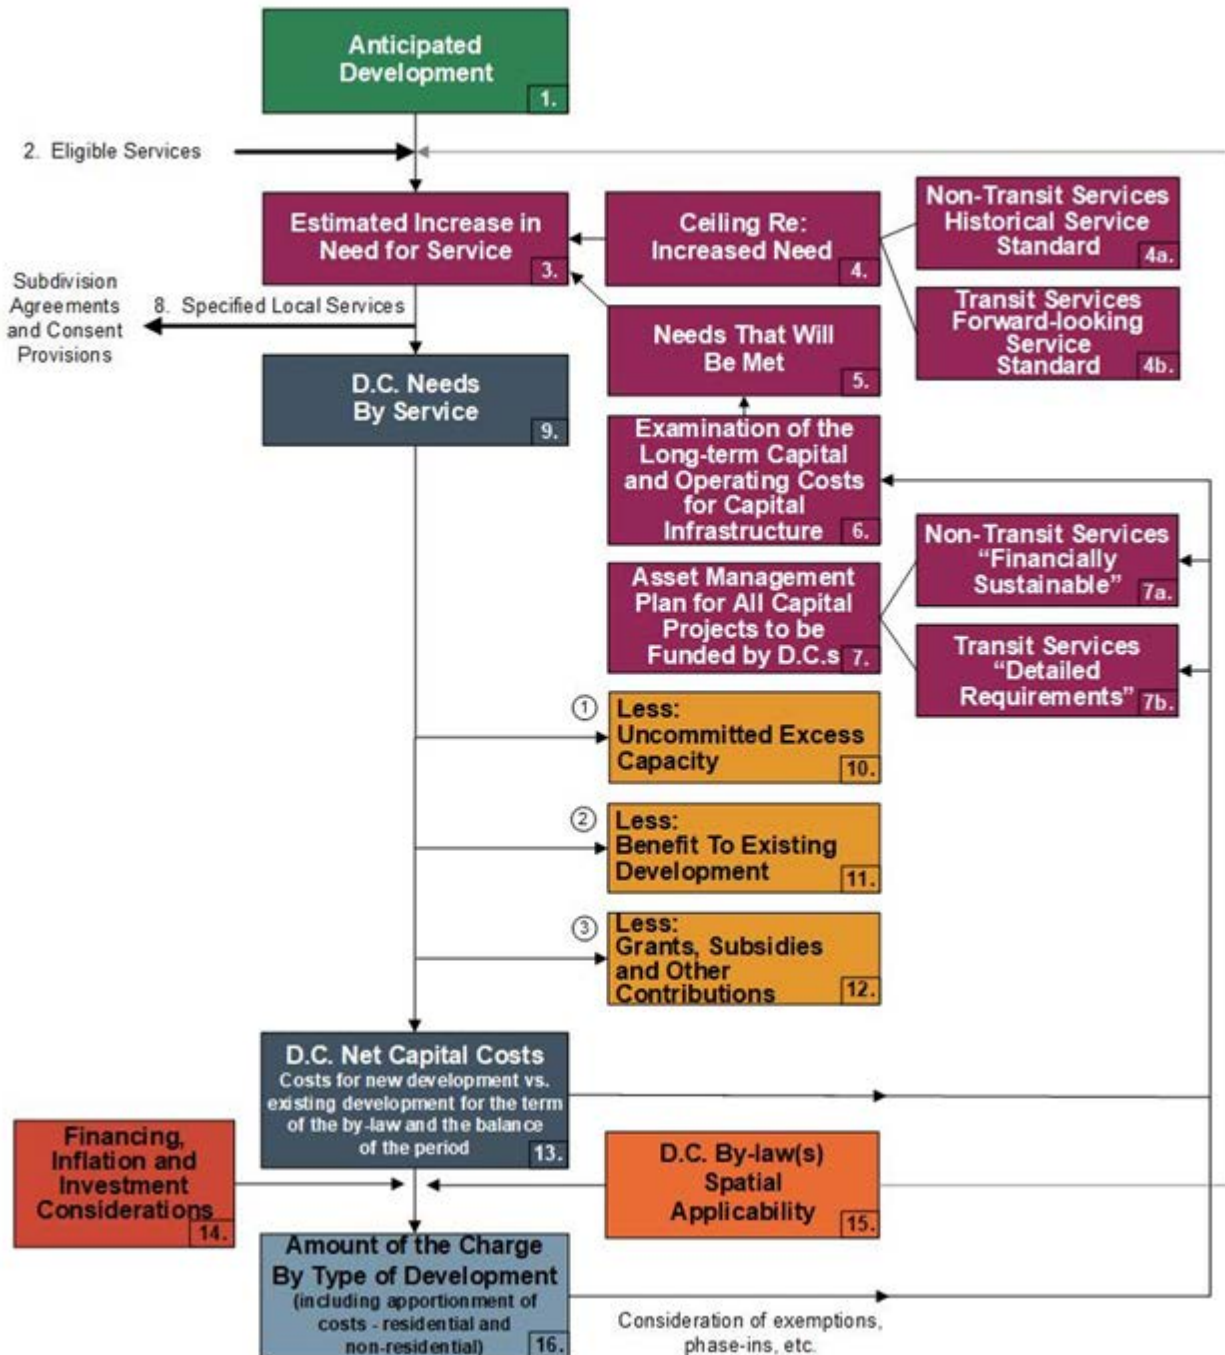 Anticipated
Development
1.
2. Eligible Services
Estimated Increase in
Need for Service
3.
Ceiling Re:
Increased Need
4.
Non-Transit Services
Historical Service
Standard
4a.
Transit Services
Forward-looking
Service
Standard
4b.
Subdivision
Agreements
and Consent
Provisions
8. Specified Local Services
Needs That Will
Be Met
5.
D.C. Needs
By Service
9.
Examination of the
Long-term Capital
and Operating Costs
for Capital
Infrastructure
6.
Asset Management
Plan for All Capital
Projects to be
Funded by D.C.s
7.
Non-Transit Services
“Financially
Sustainable”
7a.
Transit Services
“Detailed
Requirements”
7b.
1
Less:
Uncommitted Excess
Capacity
10.
2
Less:
Benefit To Existing
Development
11.
3
Less:
Grants, Subsidies
and Other
Contributions
12.
D.C. Net Capital Costs
Costs for new development vs.
existing development for the term
of the by-law and the balance
of the period
13.
Financing,
Inflation and
Investment
Considerations
14.
D.C. By-law(s)
Spatial
Applicability
15.
Amount of the Charge
By Type of Development
(including apportionment of
costs - residential and
non-residential)
16.
Consideration of exemptions,
phase-ins, etc.